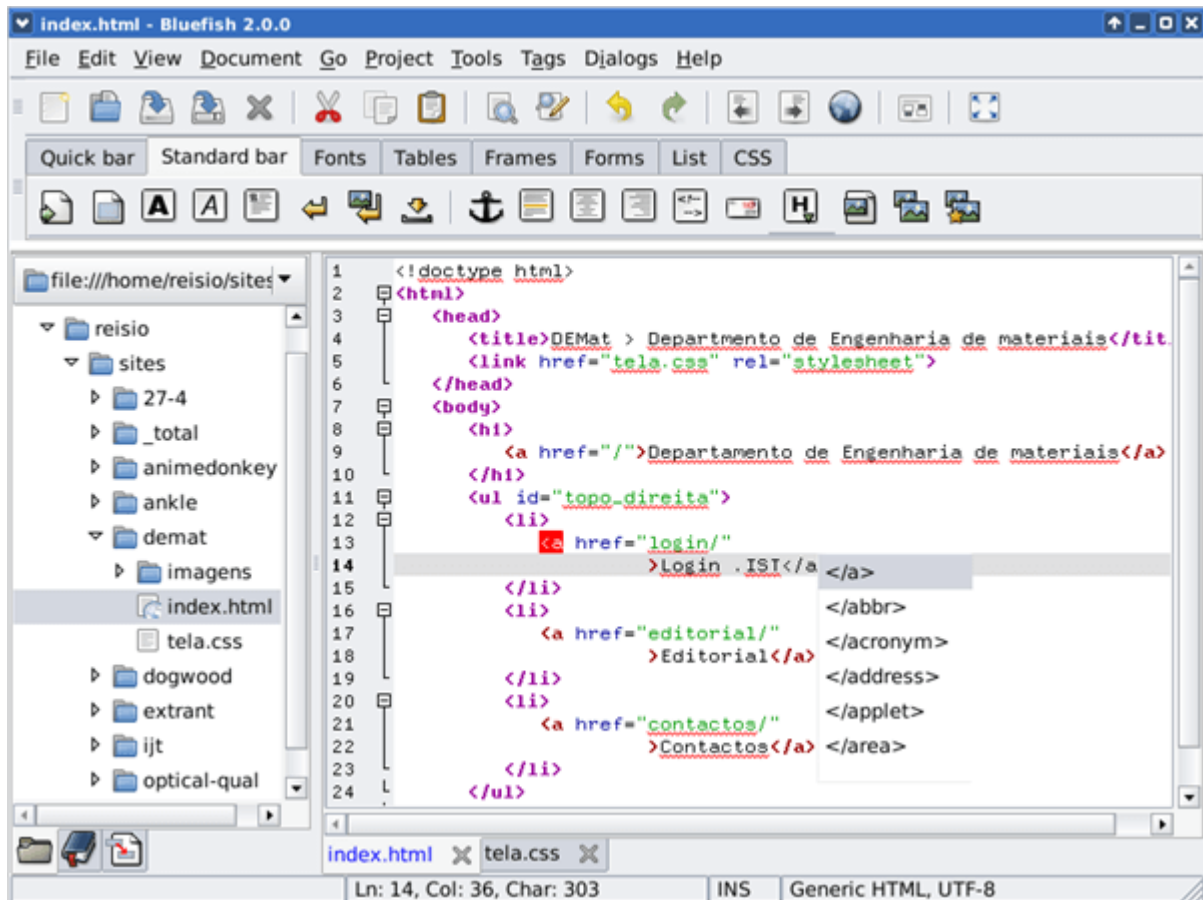 index.html - Bluefish 2.0.0
File Edit View Document Go Project Tools Tags Dialogs Help
Quick bar Standard bar Fonts Tables Frames Forms List CSS
file:///home/reisio/sites
reisio
sites
27-4
_total
animedonkey
ankle
demat
imagens
index.html
tela.css
dogwood
extrant
ijt
optical-qual
1 <!doctype html>
2 <html>
3 <head>
4 <title>DEMat > Departmento de Engenharia de materiais</tit
5 <link href="tela.css" rel="stylesheet">
6 </head>
7 <body>
8 <h1>
9 <a href="/">Departamento de Engenharia de materiais</a>
10 </h1>
11 <ul id="topo_direita">
12 <li>
13 <a href="login/"
14 >Login .IST</a
15 </li>
16 <li>
17 <a href="editorial/"
18 >Editorial</a>
19 </li>
20 <li>
21 <a href="contactos/"
22 >Contactos</a>
23 </li>
24 </ul>
</a>
</abbr>
</acronym>
</address>
</applet>
</area>
index.html tela.css
Ln: 14, Col: 36, Char: 303 INS Generic HTML, UTF-8